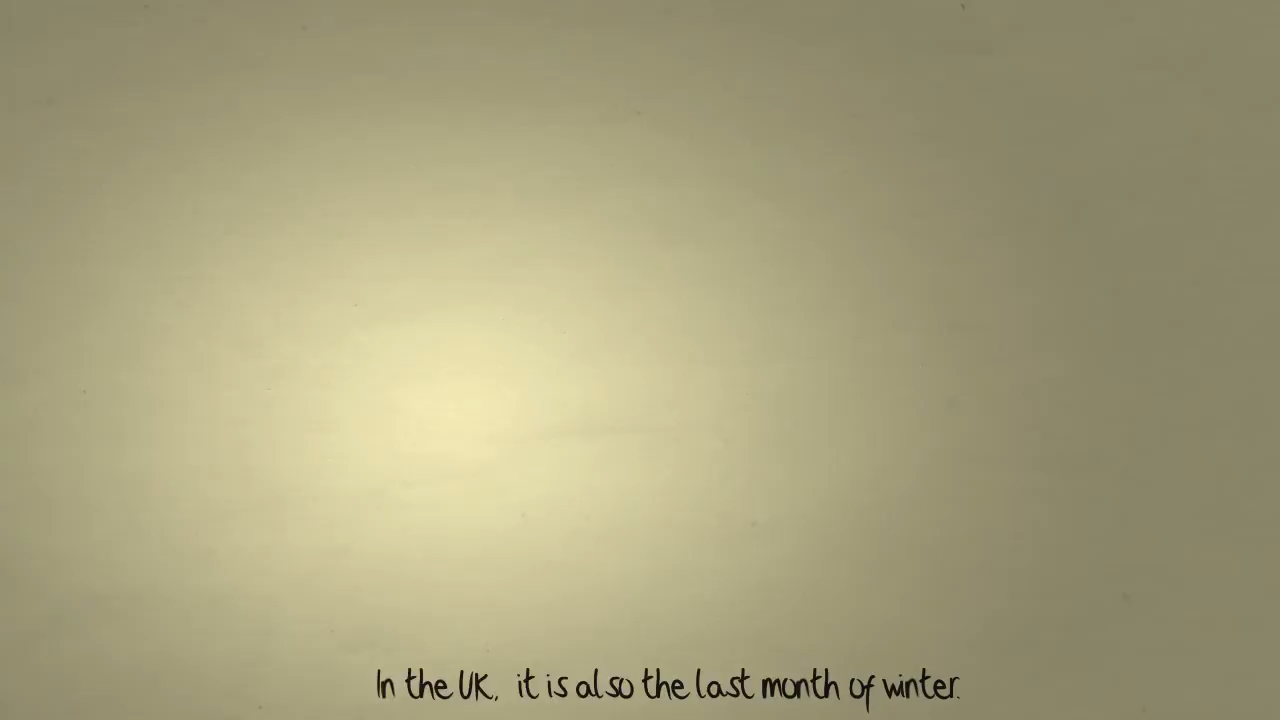 In the UK, it is also the last month of winter.